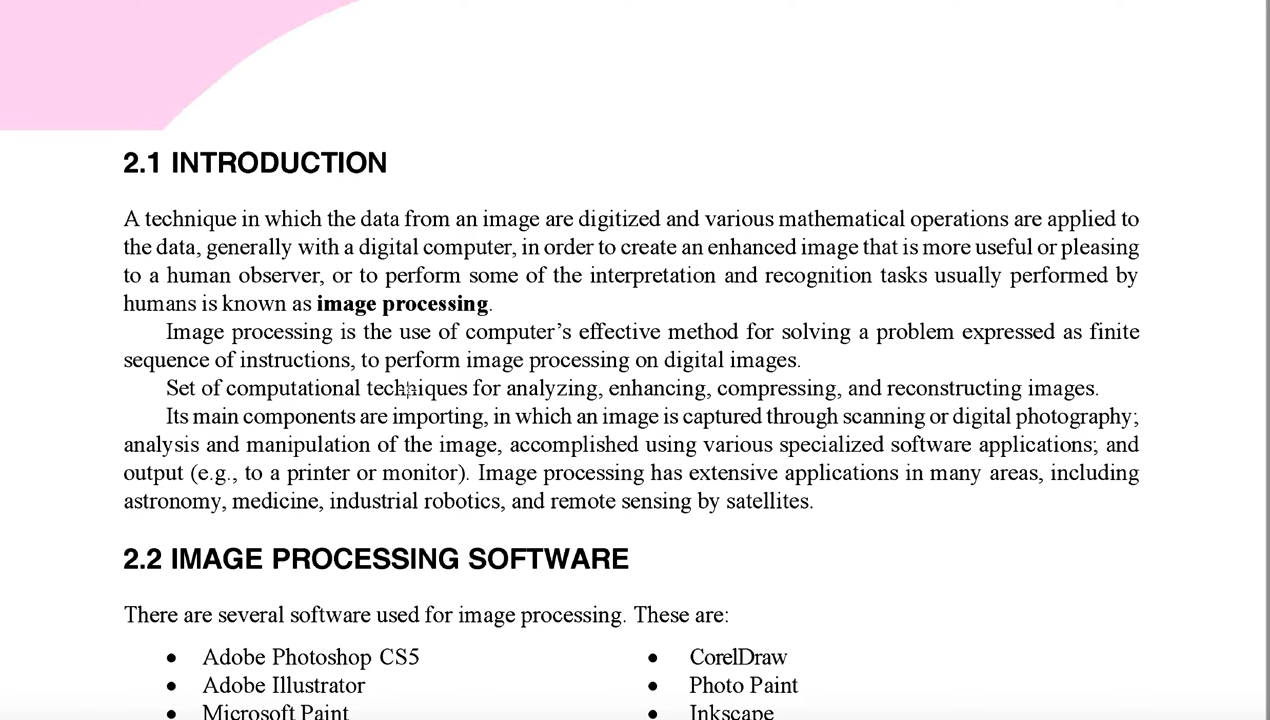 2.1 INTRODUCTION
A technique in which the data from an image are digitized and various mathematical operations are applied to
the data, generally with a digital computer, in order to create an enhanced image that is more useful or pleasing
to a human observer, or to perform some of the interpretation and recognition tasks usually performed by
humans is known as image processing.
Image processing is the use of computer's effective method for solving a problem expressed as finite
sequence of instructions, to perform image processing on digital images.
Set of computational techniques for analyzing, enhancing, compressing, and reconstructing images.
Its main components are importing, in which an image is captured through scanning or digital photography;
analysis and manipulation of the image, accomplished using various specialized software applications; and
output (e.g., to a printer or monitor). Image processing has extensive applications in many areas, including
astronomy, medicine, industrial robotics, and remote sensing by satellites.
2.2 IMAGE PROCESSING SOFTWARE
There are several software used for image processing. These are:
• Adobe Photoshop CS5
• CorelDraw
• Adobe Illustrator
• Photo Paint
• Microsoft Paint
• Inkscape